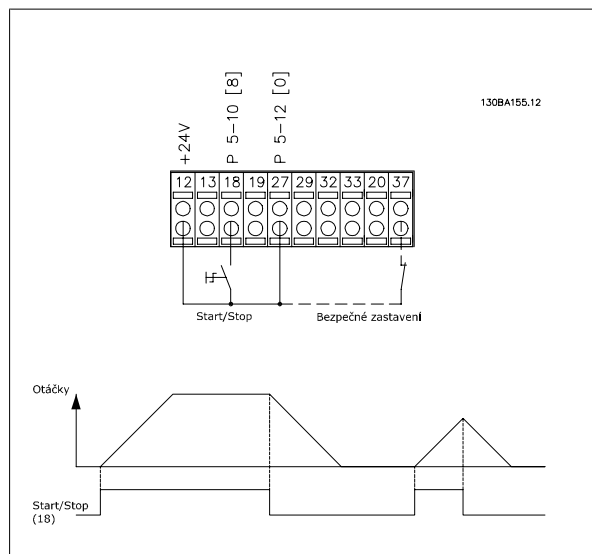 130BA155.12
+24V
P 5-10 [8]
P 5-12 [0]
12 13 18 19 27 29 32 33 20 37
Start/Stop
Bezpečné zastavení
Otáčky
Start/Stop
(18)